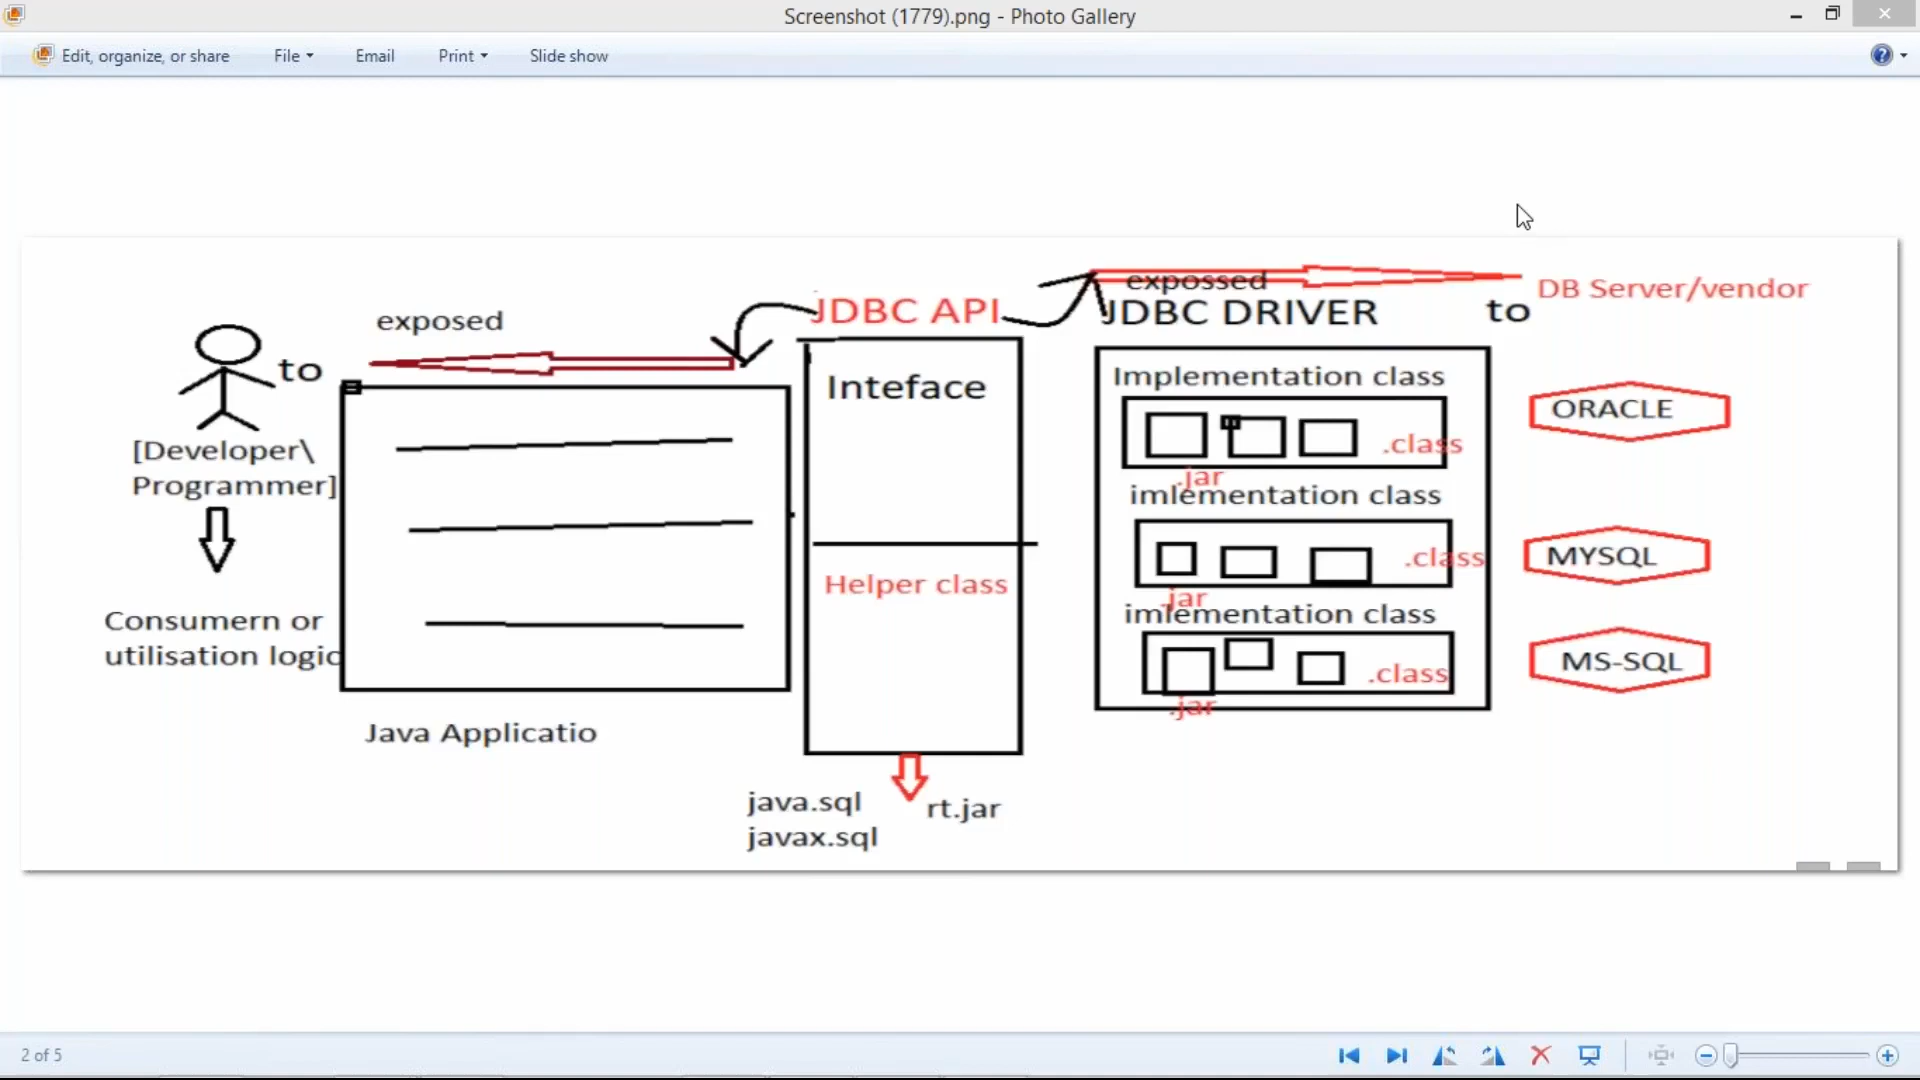 Screenshot (1779).png - Photo Gallery
Edit, organize, or share File Email Print Slide show
exposed
to
[Developer\
Programmer]
Consumern or
utilisation logic
Java Applicatio
JDBC API
Inteface
Helper class
java.sql
javax.sql
rt.jar
expossed
JDBC DRIVER to
DB Server/vendor
Implementation class
.class
.jar
imlementation class
.class
.jar
imlementation class
.class
.jar
ORACLE
MYSQL
MS-SQL
2 of 5